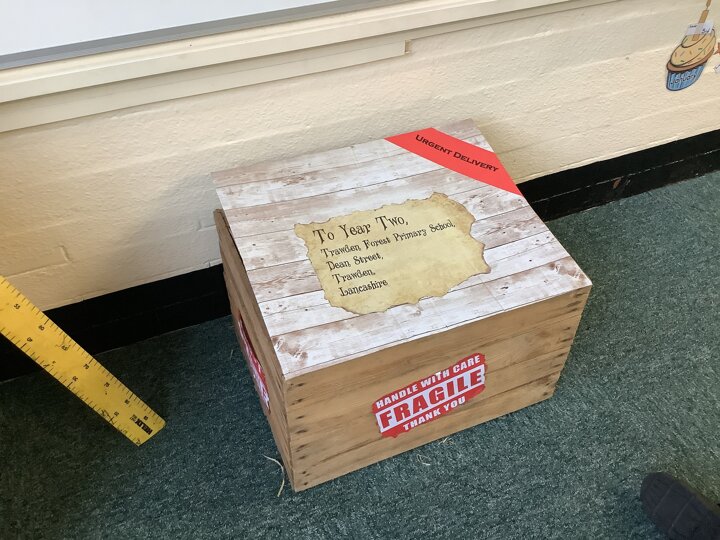 URGENT DELIVERY
To Year Two,
Trawden Forest Primary School,
Dean Street,
Trawden,
Lancashire
HANDLE WITH CARE
FRAGILE
THANK YOU